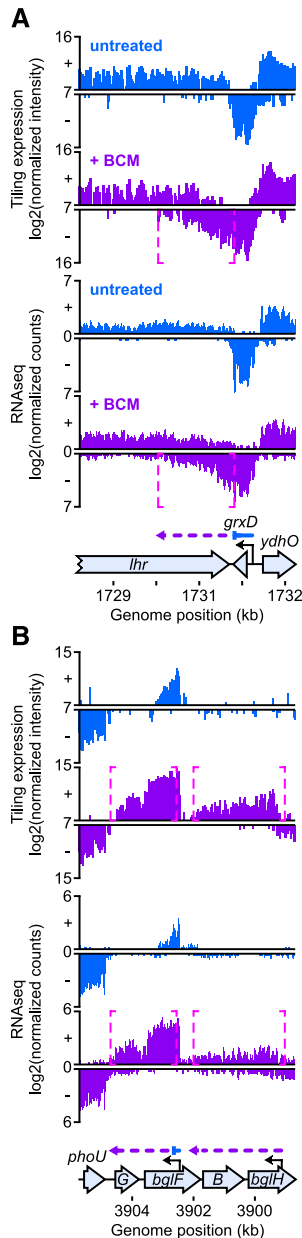 A
Tiling expression
log2(normalized intensity)
16
untreated
+
7
-
16
+ BCM
+
7
-
16
RNAseq
log2(normalized counts)
7
untreated
+
0
-
7
7
+ BCM
+
0
-
7
grxD
ydhO
lhr
1729 1731 1732
Genome position (kb)
B
Tiling expression
log2(normalized intensity)
15
+
7
-
15
15
+
7
-
15
RNAseq
log2(normalized counts)
6
+
0
-
6
6
+
0
-
6
phoU
G bglF B bglH
3904 3902 3900
Genome position (kb)